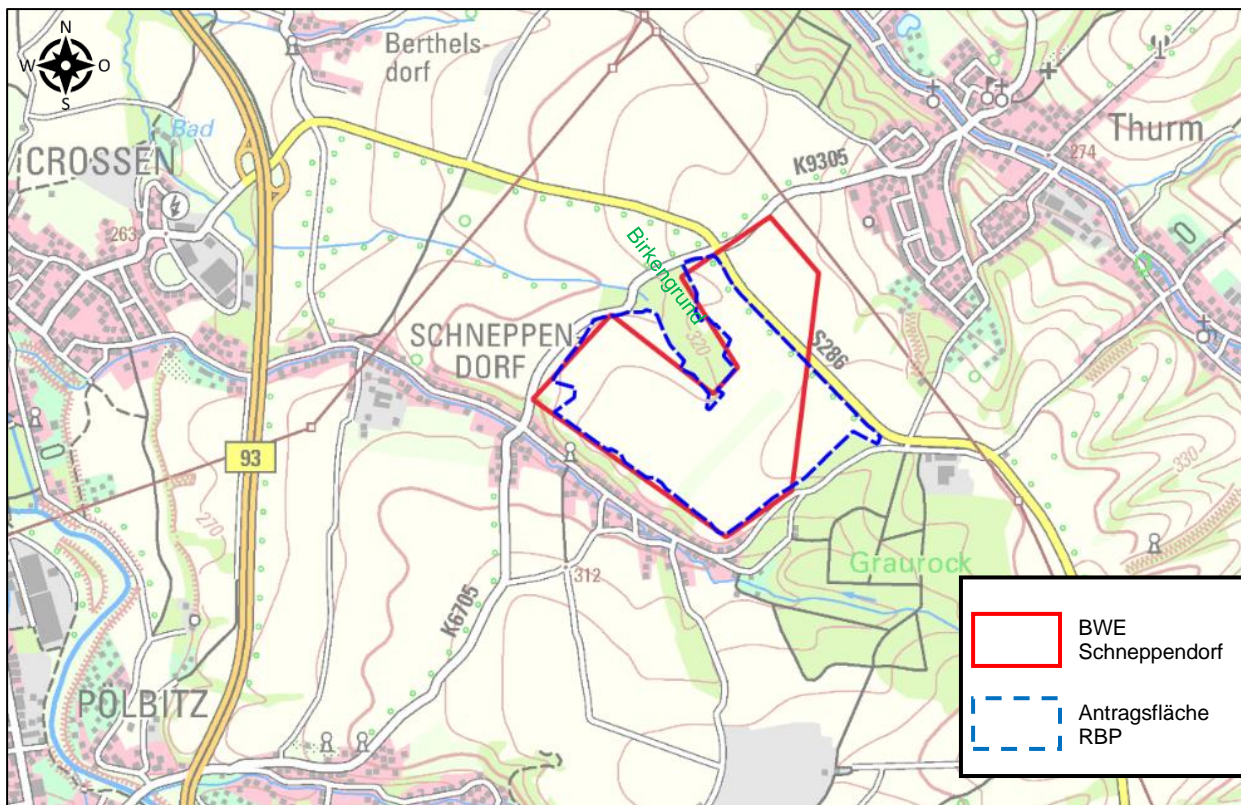 N
W
O
S
Berthels-
dorf
Bad
CROSSEN
263
Thurm
274
K9305
Birkengrund
SCHNEPPEN
DORF
320
S286
93
270
330
312
K6705
Graurock
PÖLBITZ
BWE
Schneppendorf
Antragsfläche
RBP